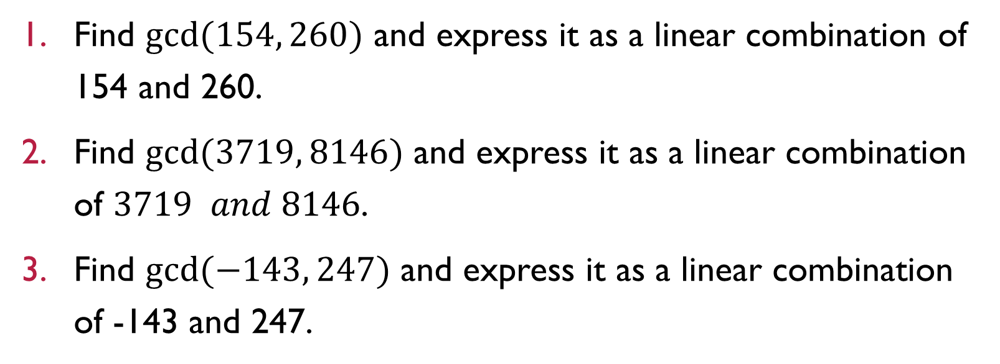 1. Find gcd(154, 260) and express it as a linear combination of
154 and 260.
2. Find gcd(3719, 8146) and express it as a linear combination
of 3719 and 8146.
3. Find gcd(−143, 247) and express it as a linear combination
of -143 and 247.